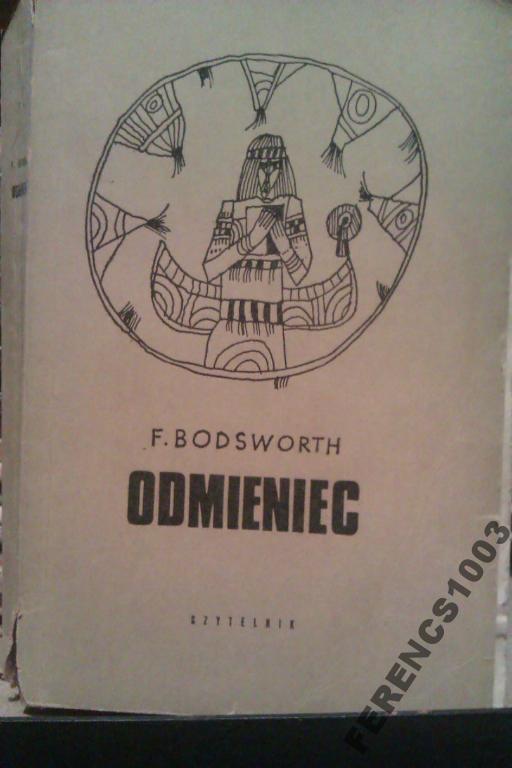 F. BODSWORTH
ODMIENIEC
CZYTELNIK
FERENCS1003